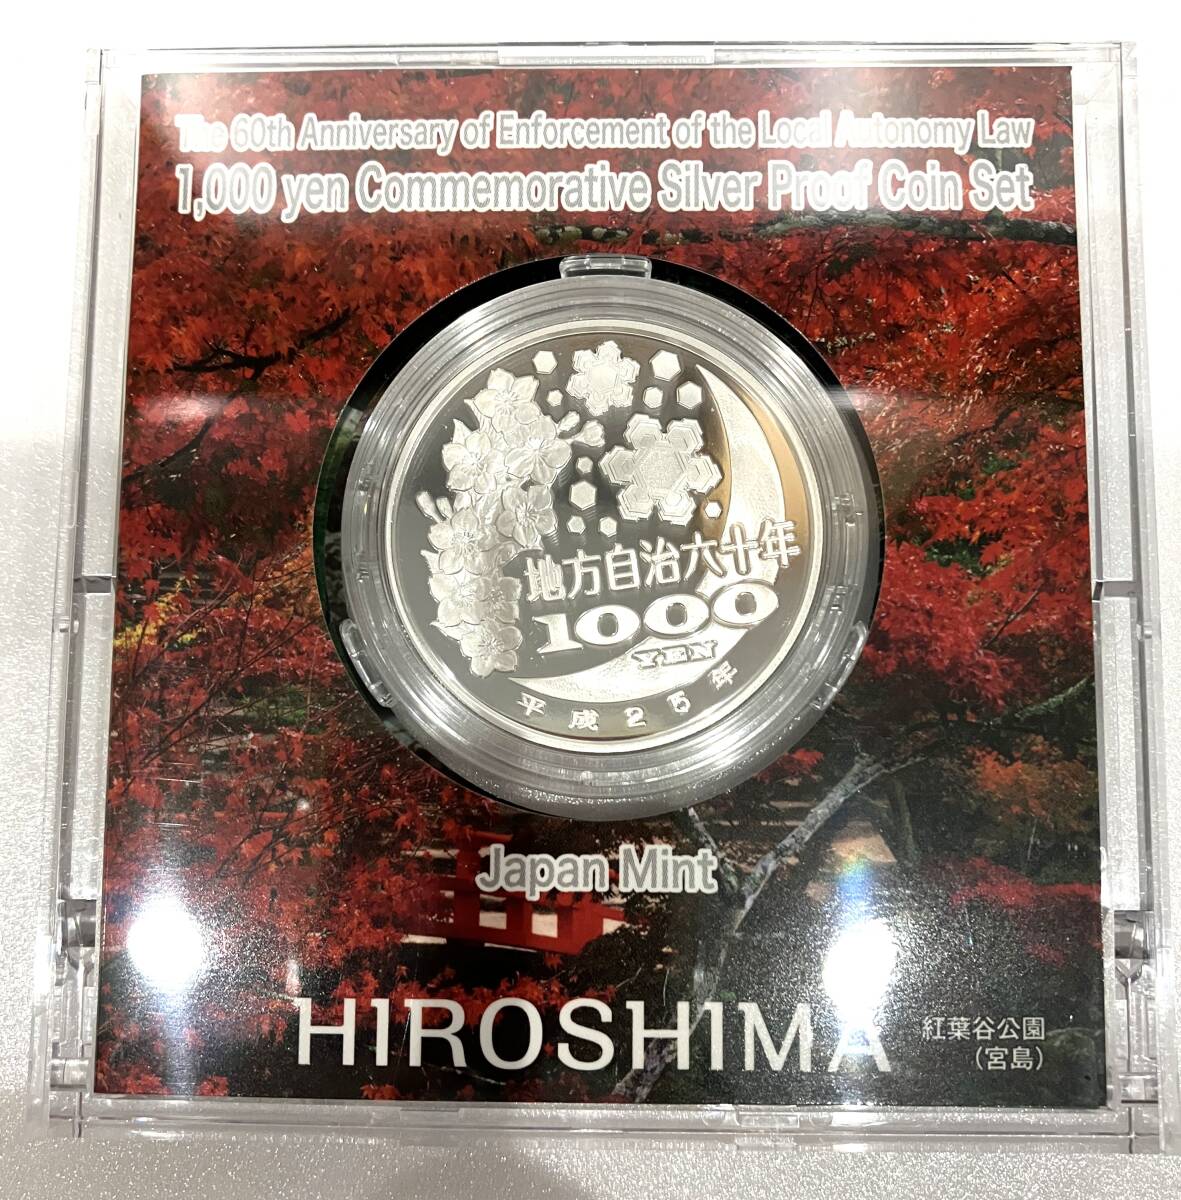 The 60th Anniversary of Enforcement of the Local Autonomy Law
1,000 yen Commemorative Silver Proof Coin Set
地方自治六十年
1000
YEN
平成25年
Japan Mint
HIROSHIMA
紅葉谷公園
(宮島)